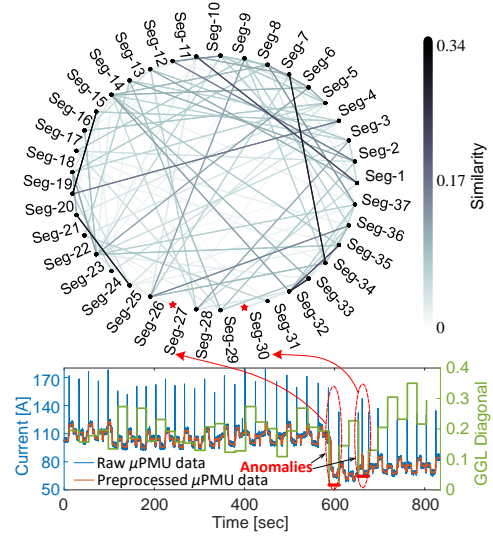 Seg-10
Seg-9
Seg-8
Seg-7
Seg-6
Seg-5
Seg-4
Seg-3
Seg-2
Seg-1
Seg-37
Seg-36
Seg-35
Seg-34
Seg-33
Seg-32
Seg-31
Seg-30
Seg-29
Seg-28
Seg-27
Seg-26
Seg-25
Seg-24
Seg-23
Seg-22
Seg-21
Seg-20
Seg-19
Seg-18
Seg-17
Seg-16
Seg-15
Seg-14
Seg-13
Seg-12
Seg-11
0.34
0.17
0
Similarity
Current [A]
170
140
110
80
50
0.4
0.3
0.2
0.1
0
GGL Diagonal
Anomalies
Raw μPMU data
Preprocessed μPMU data
0
200
400
600
800
Time [sec]